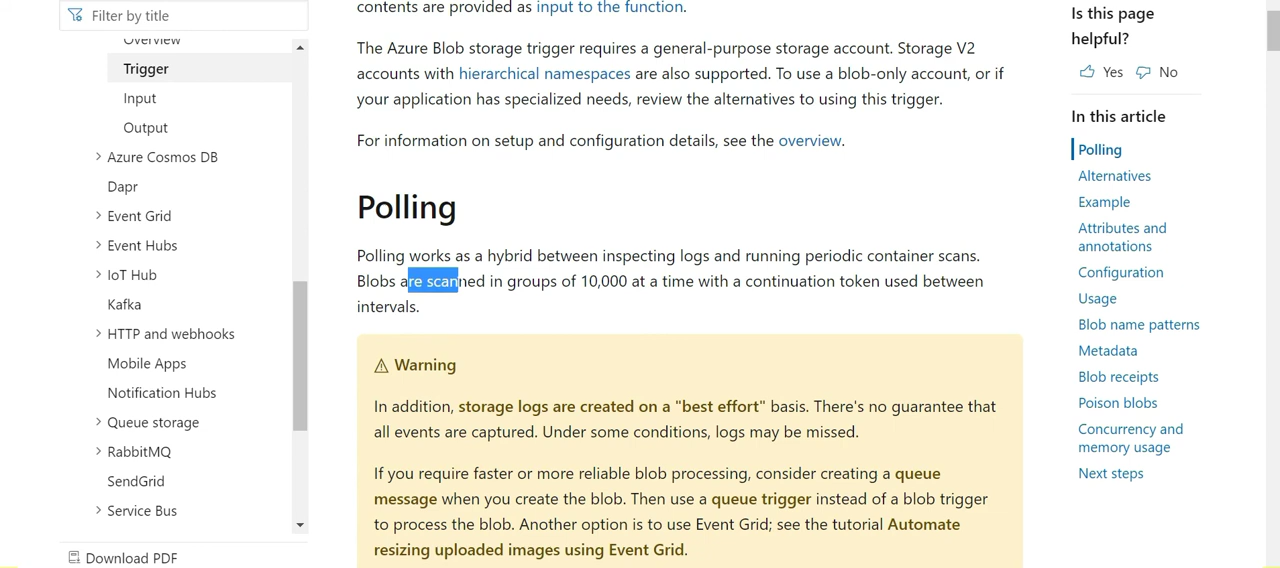 Filter by title
Overview
Trigger
Input
Output
Azure Cosmos DB
Dapr
Event Grid
Event Hubs
IoT Hub
Kafka
HTTP and webhooks
Mobile Apps
Notification Hubs
Queue storage
RabbitMQ
SendGrid
Service Bus
Download PDF
contents are provided as input to the function.
The Azure Blob storage trigger requires a general-purpose storage account. Storage V2
accounts with hierarchical namespaces are also supported. To use a blob-only account, or if
your application has specialized needs, review the alternatives to using this trigger.
For information on setup and configuration details, see the overview.
Polling
Polling works as a hybrid between inspecting logs and running periodic container scans.
Blobs are scanned in groups of 10,000 at a time with a continuation token used between
intervals.
Warning
In addition, storage logs are created on a "best effort" basis. There's no guarantee that
all events are captured. Under some conditions, logs may be missed.
If you require faster or more reliable blob processing, consider creating a queue
message when you create the blob. Then use a queue trigger instead of a blob trigger
to process the blob. Another option is to use Event Grid; see the tutorial Automate
resizing uploaded images using Event Grid.
Is this page
helpful?
Yes No
In this article
Polling
Alternatives
Example
Attributes and
annotations
Configuration
Usage
Blob name patterns
Metadata
Blob receipts
Poison blobs
Concurrency and
memory usage
Next steps